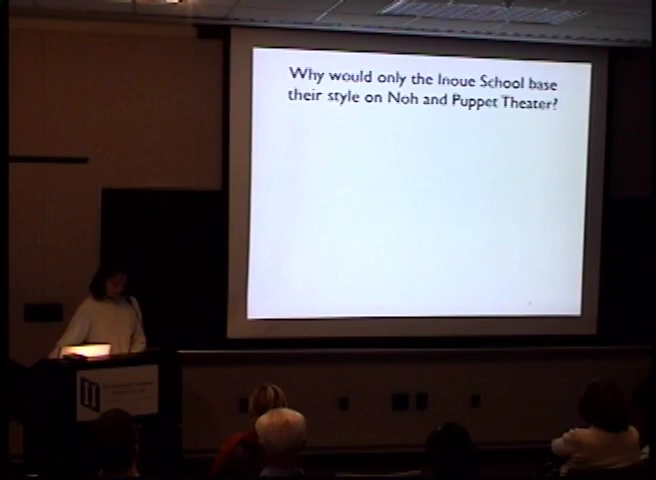 Why would only the Inoue School base
their style on Noh and Puppet Theater?